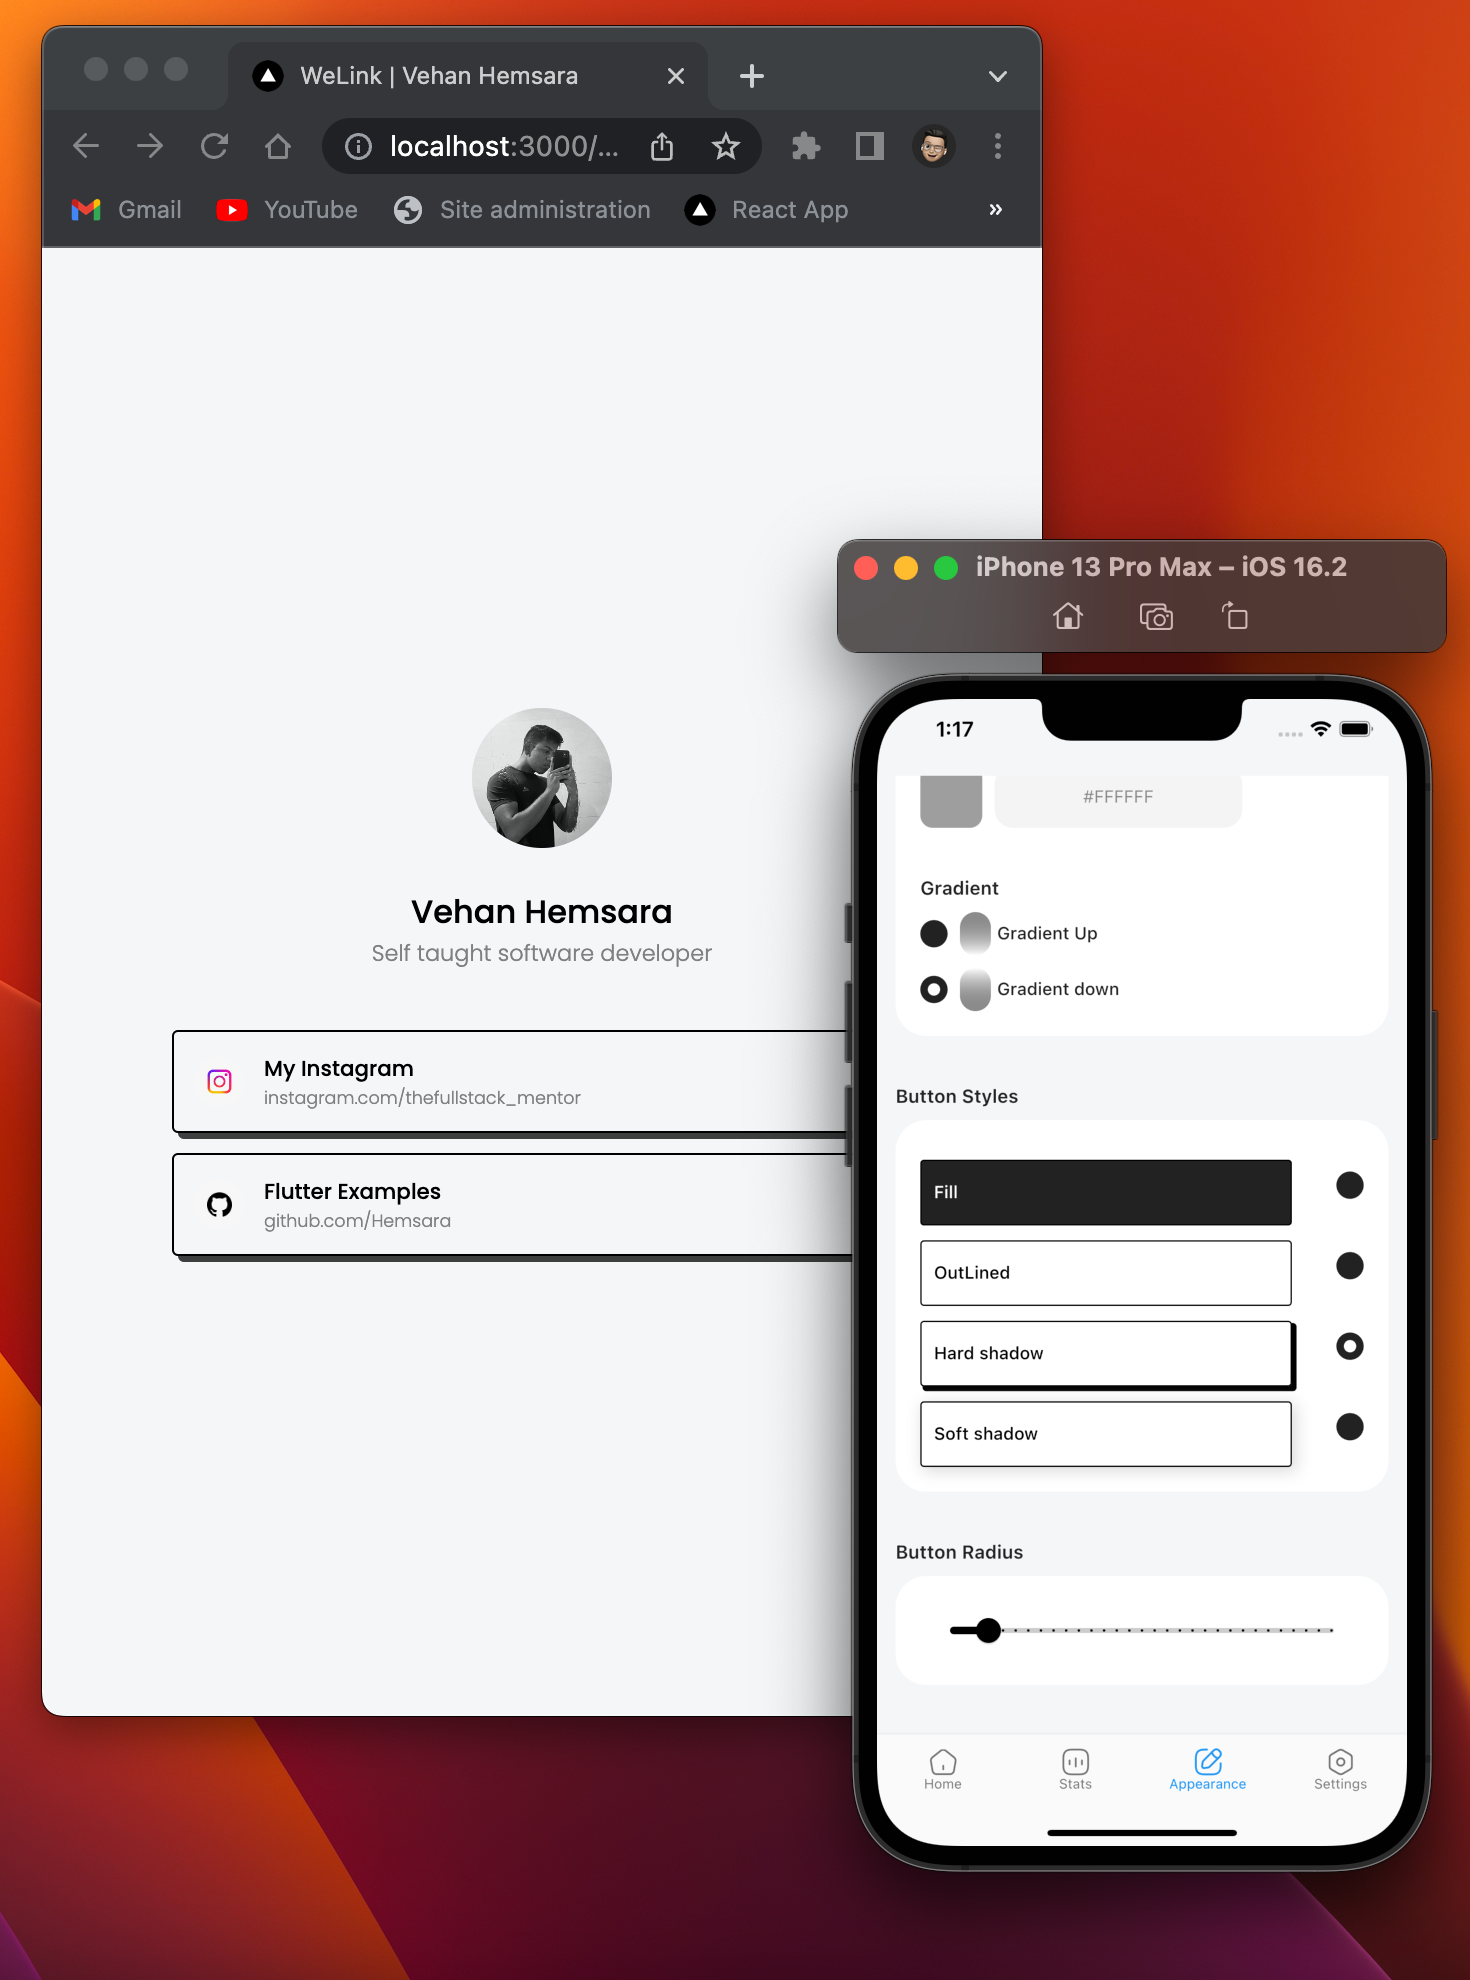 WeLink | Vehan Hemsara
localhost:3000/...
Gmail
YouTube
Site administration
React App
»
Vehan Hemsara
Self taught software developer
My Instagram
instagram.com/thefullstack_mentor
Flutter Examples
github.com/Hemsara
iPhone 13 Pro Max – iOS 16.2
1:17
#FFFFFF
Gradient
Gradient Up
Gradient down
Button Styles
Fill
OutLined
Hard shadow
Soft shadow
Button Radius
Home
Stats
Appearance
Settings